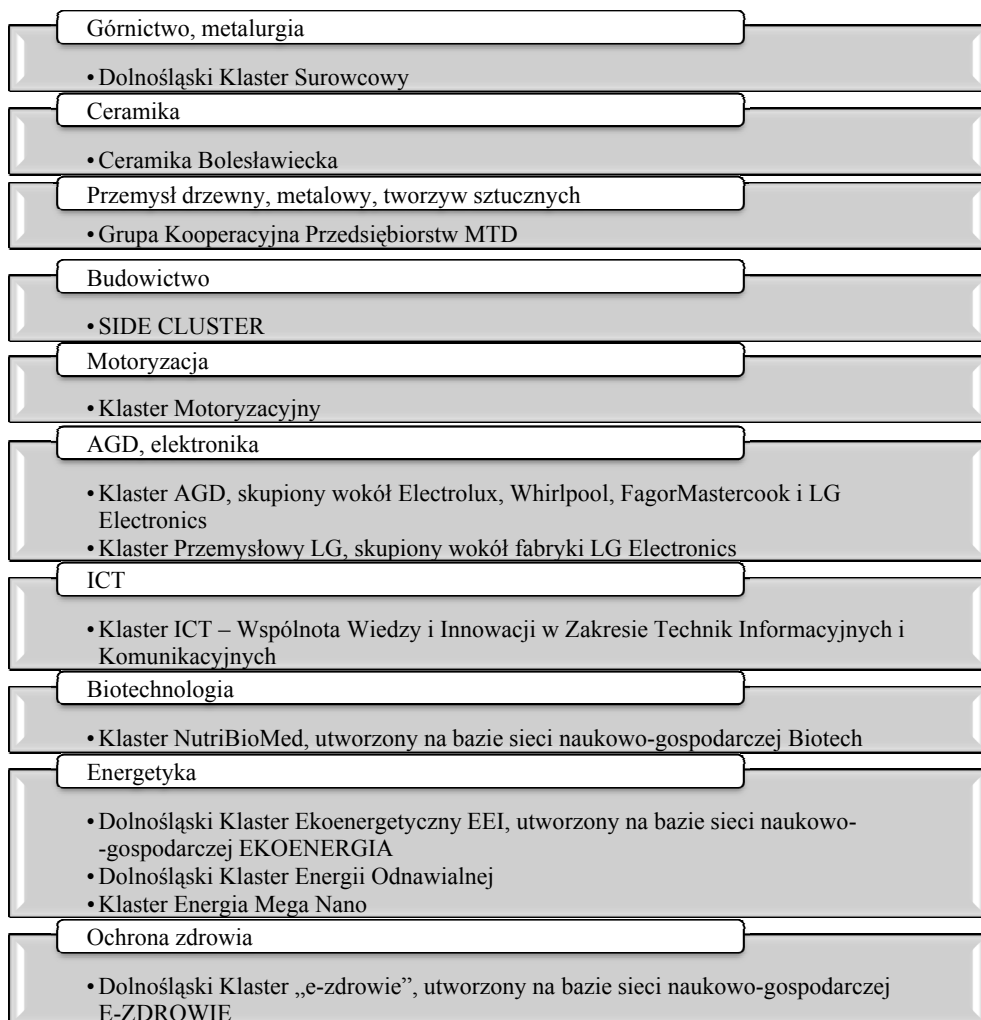 Górnictwo, metalurgia
• Dolnośląski Klaster Surowcowy
Ceramika
• Ceramika Bolesławiecka
Przemysł drzewny, metalowy, tworzyw sztucznych
• Grupa Kooperacyjna Przedsiębiorstw MTD
Budowictwo
• SIDE CLUSTER
Motoryzacja
• Klaster Motoryzacyjny
AGD, elektronika
• Klaster AGD, skupiony wokół Electrolux, Whirlpool, FagorMastercook i LG
Electronics
• Klaster Przemysłowy LG, skupiony wokół fabryki LG Electronics
ICT
• Klaster ICT – Wspólnota Wiedzy i Innowacji w Zakresie Technik Informacyjnych i
Komunikacyjnych
Biotechnologia
• Klaster NutriBioMed, utworzony na bazie sieci naukowo-gospodarczej Biotech
Energetyka
• Dolnośląski Klaster Ekoenergetyczny EEI, utworzony na bazie sieci naukowo-
-gospodarczej EKOENERGIA
• Dolnośląski Klaster Energii Odnawialnej
• Klaster Energia Mega Nano
Ochrona zdrowia
• Dolnośląski Klaster „e-zdrowie”, utworzony na bazie sieci naukowo-gospodarczej
E-ZDROWIE